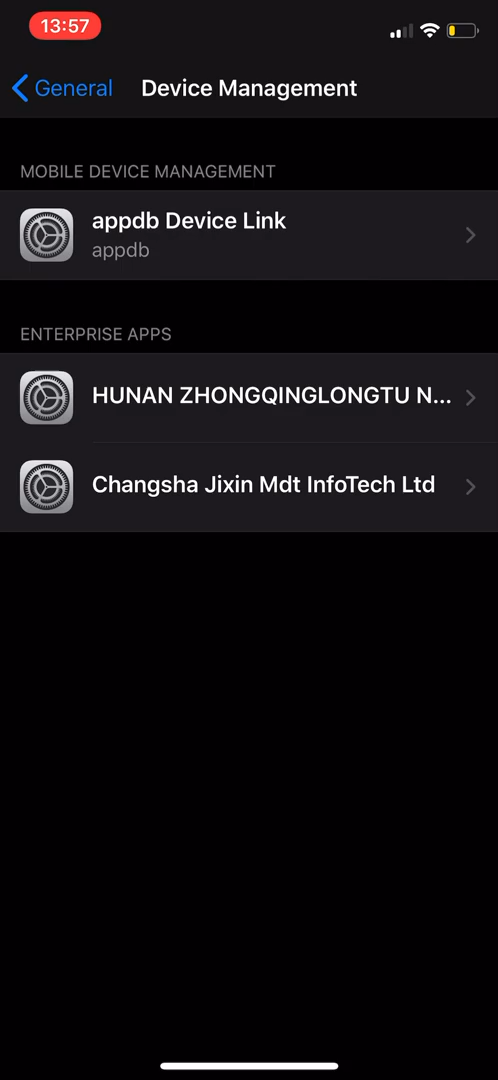 13:57
General
Device Management
MOBILE DEVICE MANAGEMENT
appdb Device Link
appdb
ENTERPRISE APPS
HUNAN ZHONGQINGLONGTU N...
Changsha Jixin Mdt InfoTech Ltd